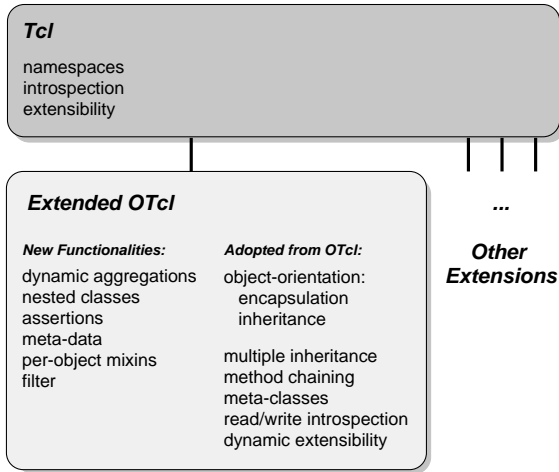 Tcl
namespaces
introspection
extensibility
Extended OTcl
New Functionalities:
dynamic aggregations
nested classes
assertions
meta-data
per-object mixins
filter
Adopted from OTcl:
object-orientation:
encapsulation
inheritance
multiple inheritance
method chaining
meta-classes
read/write introspection
dynamic extensibility
...
Other
Extensions